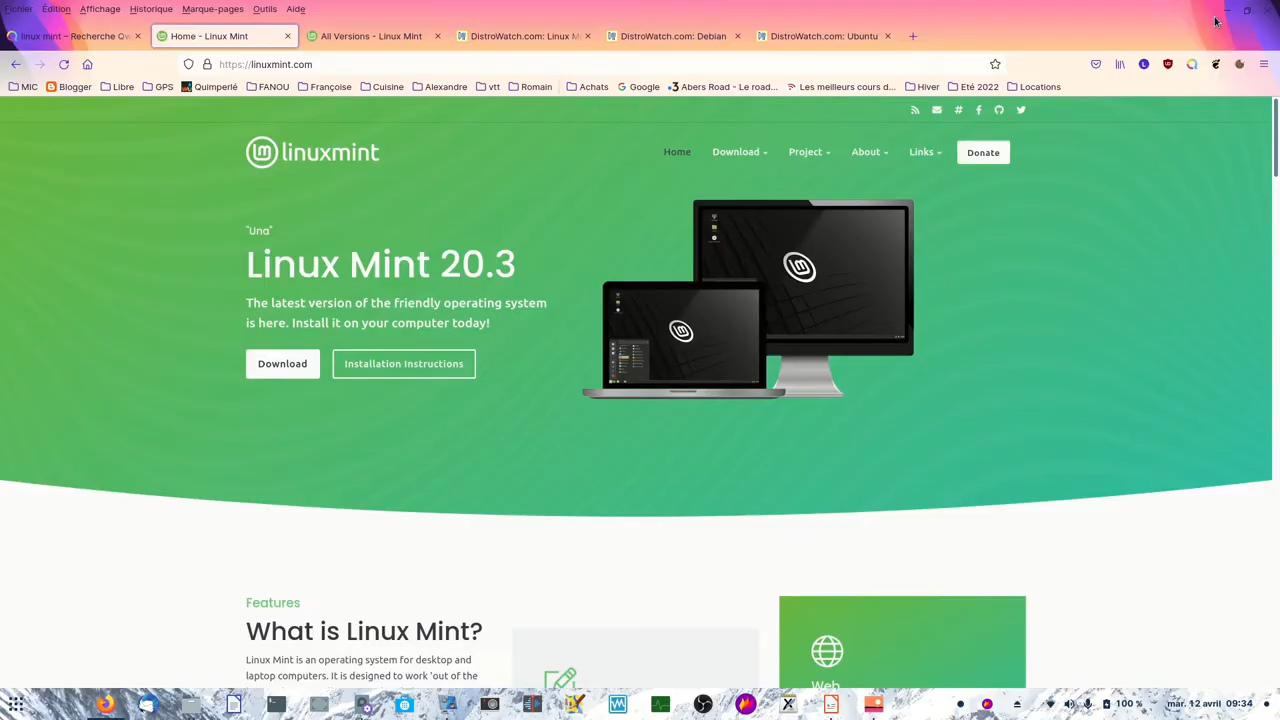 Fichier Édition Affichage Historique Marque-pages Outils Aide
linux mint – Recherche Qw
Home - Linux Mint
All Versions - Linux Mint
DistroWatch.com: Linux M
DistroWatch.com: Debian
DistroWatch.com: Ubuntu
https://linuxmint.com
MIC Blogger Libre GPS Quimperlé FANOU Françoise Cuisine Alexandre vtt Romain Achats Google Abers Road - Le road... Les meilleurs cours d... Hiver Eté 2022 Locations
linuxmint
Home Download Project About Links Donate
"Una"
Linux Mint 20.3
The latest version of the friendly operating system
is here. Install it on your computer today!
Download Installation Instructions
Features
What is Linux Mint?
Linux Mint is an operating system for desktop and
laptop computers. It is designed to work 'out of the
Web
100 % mar. 12 avril 09:34